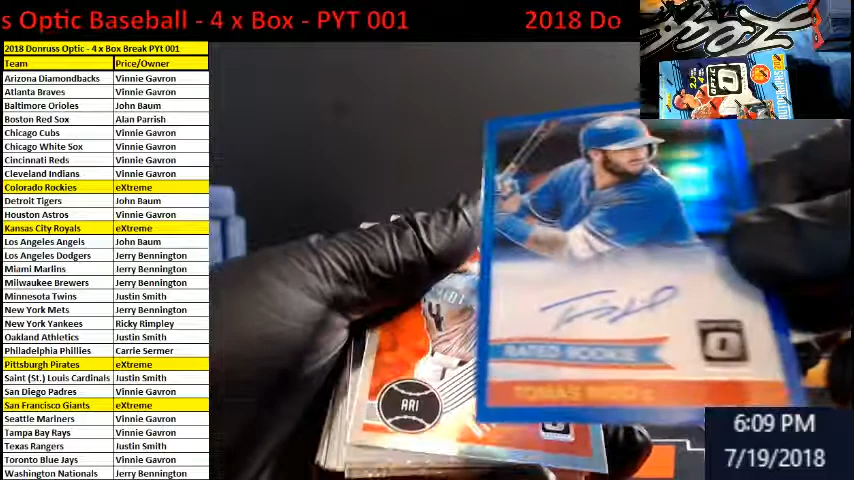 s Optic Baseball - 4 x Box - PYT 001 2018 Do
2018 Donruss Optic - 4 x Box Break PYt 001
Team Price/Owner
Arizona Diamondbacks Vinnie Gavron
Atlanta Braves Vinnie Gavron
Baltimore Orioles John Baum
Boston Red Sox Alan Parrish
Chicago Cubs Vinnie Gavron
Chicago White Sox Vinnie Gavron
Cincinnati Reds Vinnie Gavron
Cleveland Indians Vinnie Gavron
Colorado Rockies eXtreme
Detroit Tigers John Baum
Houston Astros Vinnie Gavron
Kansas City Royals eXtreme
Los Angeles Angels John Baum
Los Angeles Dodgers Jerry Bennington
Miami Marlins Jerry Bennington
Milwaukee Brewers Jerry Bennington
Minnesota Twins Justin Smith
New York Mets Jerry Bennington
New York Yankees Ricky Rimpley
Oakland Athletics Justin Smith
Philadelphia Phillies Carrie Sermer
Pittsburgh Pirates eXtreme
Saint (St.) Louis Cardinals Justin Smith
San Diego Padres Vinnie Gavron
San Francisco Giants eXtreme
Seattle Mariners Vinnie Gavron
Tampa Bay Rays Vinnie Gavron
Texas Rangers Justin Smith
Toronto Blue Jays Vinnie Gavron
Washington Nationals Jerry Bennington
RATED ROOKIE
TOMAS
ARI
OPTIC
6:09 PM
7/19/2018